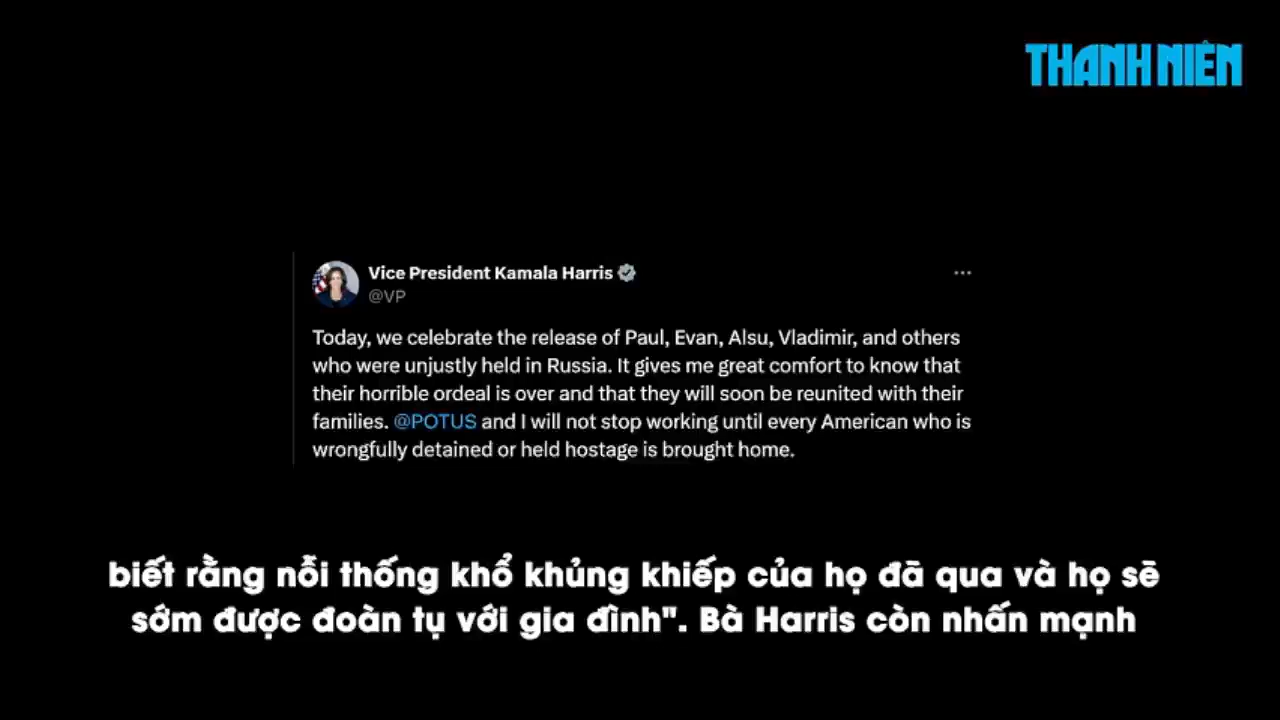 THANH NIÊN
Vice President Kamala Harris
@VP
Today, we celebrate the release of Paul, Evan, Alsu, Vladimir, and others
who were unjustly held in Russia. It gives me great comfort to know that
their horrible ordeal is over and that they will soon be reunited with their
families. @POTUS and I will not stop working until every American who is
wrongfully detained or held hostage is brought home.
biết rằng nỗi thống khổ khủng khiếp của họ đã qua và họ sẽ
sớm được đoàn tụ với gia đình". Bà Harris còn nhấn mạnh